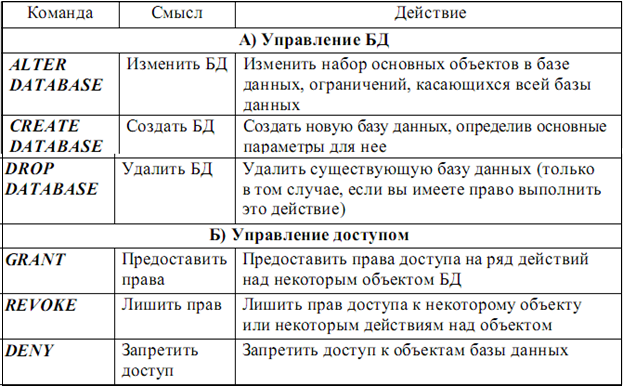 Команда Смысл Действие
А) Управление БД
ALTER DATABASE Изменить БД Изменить набор основных объектов в базе
данных, ограничений, касающихся всей базы
данных
CREATE DATABASE Создать БД Создать новую базу данных, определив основные
параметры для нее
DROP DATABASE Удалить БД Удалить существующую базу данных (только
в том случае, если вы имеете право выполнить
это действие)
Б) Управление доступом
GRANT Предоставить права Предоставить права доступа на ряд действий
над некоторым объектом БД
REVOKE Лишить прав Лишить прав доступа к некоторому объекту
или некоторым действиям над объектом
DENY Запретить доступ Запретить доступ к объектам базы данных